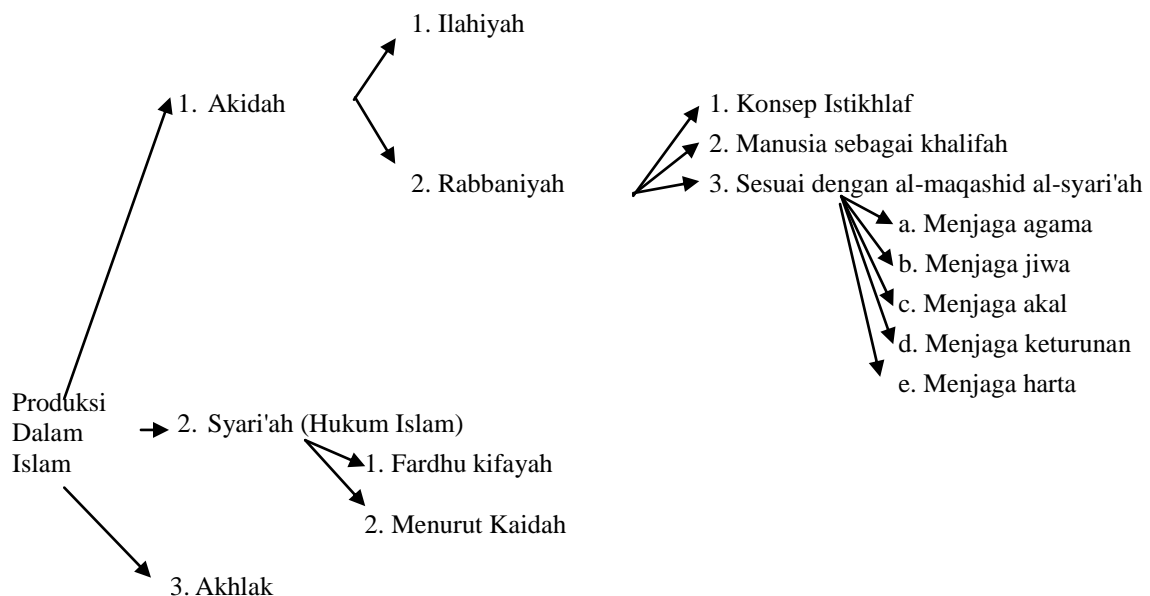 Produksi
Dalam
Islam
1. Akidah
1. Ilahiyah
2. Rabbaniyah
1. Konsep Istikhlaf
2. Manusia sebagai khalifah
3. Sesuai dengan al-maqashid al-syari'ah
a. Menjaga agama
b. Menjaga jiwa
c. Menjaga akal
d. Menjaga keturunan
e. Menjaga harta
2. Syari'ah (Hukum Islam)
1. Fardhu kifayah
2. Menurut Kaidah
3. Akhlak